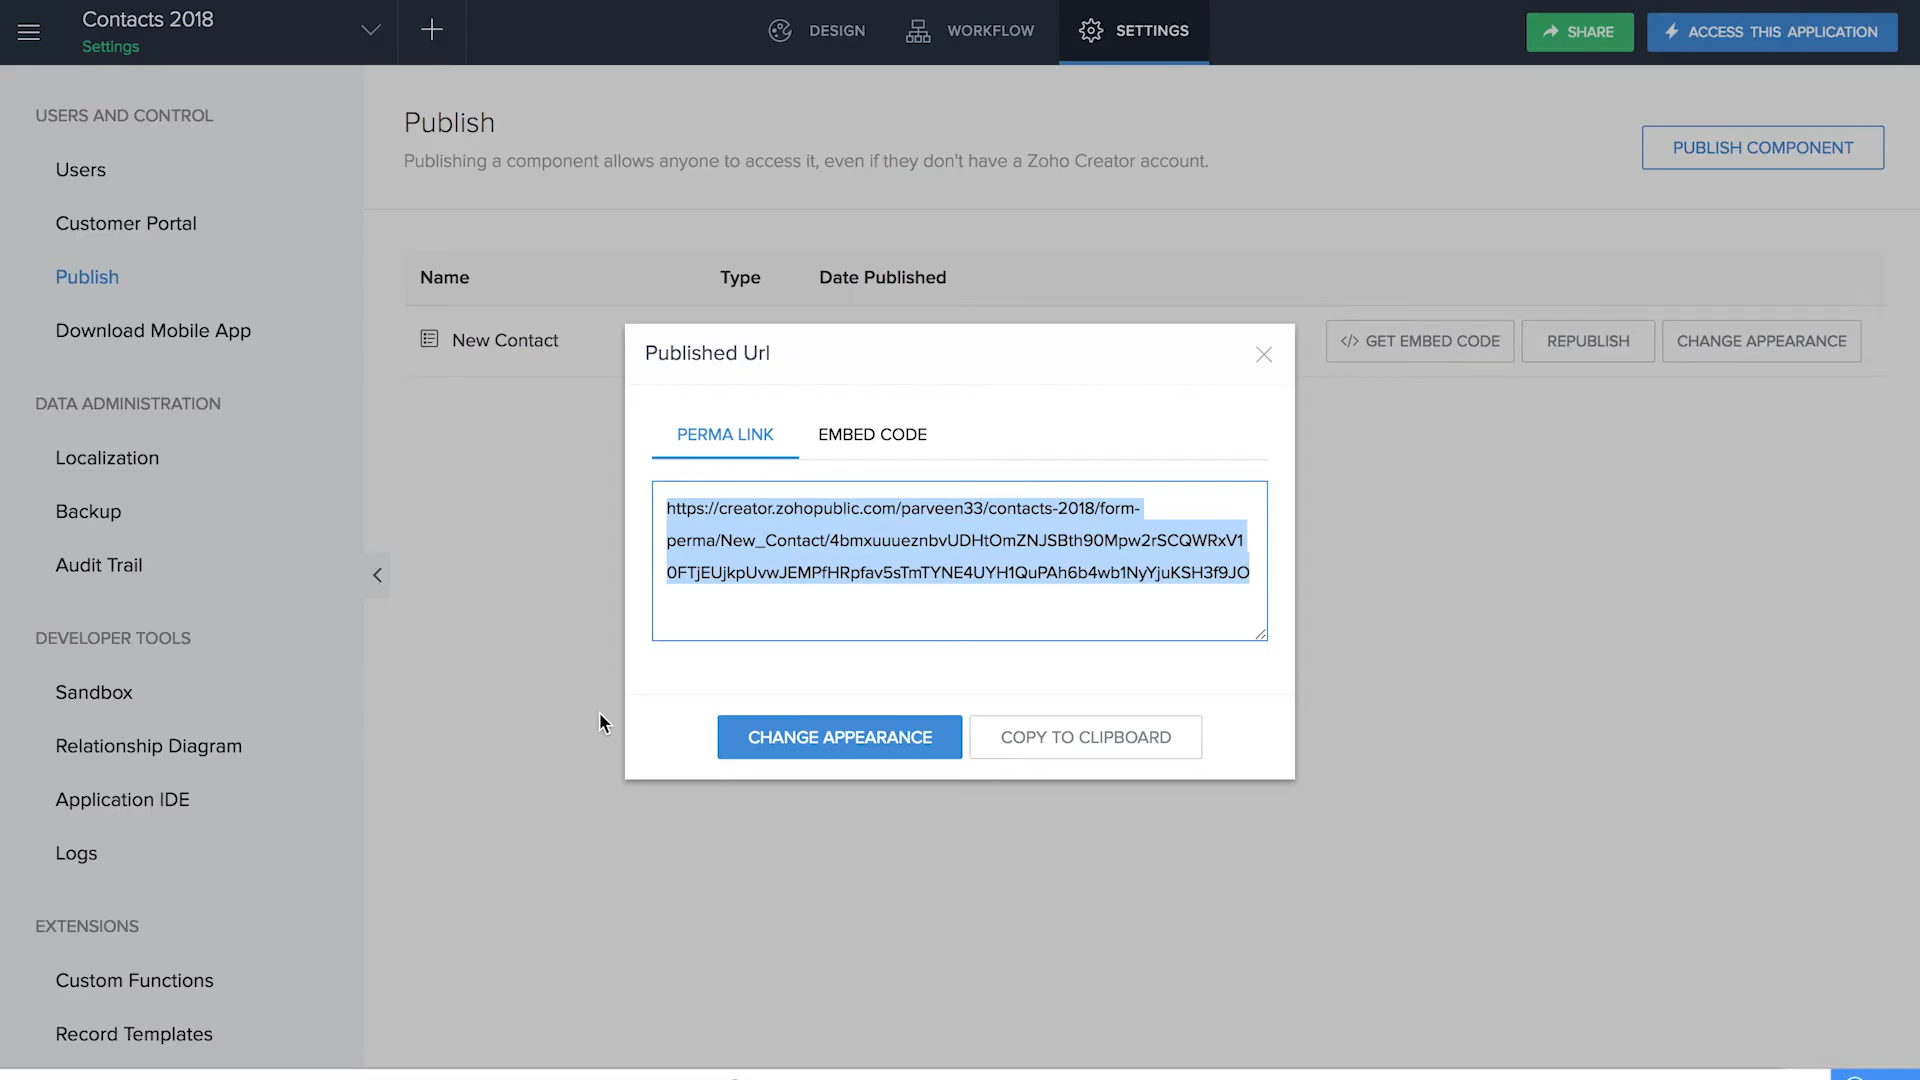 Contacts 2018
Settings
DESIGN
WORKFLOW
SETTINGS
SHARE
ACCESS THIS APPLICATION
USERS AND CONTROL
Users
Customer Portal
Publish
Download Mobile App
DATA ADMINISTRATION
Localization
Backup
Audit Trail
DEVELOPER TOOLS
Sandbox
Relationship Diagram
Application IDE
Logs
EXTENSIONS
Custom Functions
Record Templates
Publish
Publishing a component allows anyone to access it, even if they don't have a Zoho Creator account.
PUBLISH COMPONENT
Name Type Date Published
New Contact
</> GET EMBED CODE
REPUBLISH
CHANGE APPEARANCE
Published Url
PERMA LINK
EMBED CODE
https://creator.zohopublic.com/parveen33/contacts-2018/form-
perma/New_Contact/4bmxuuueznbvUDHtOmZNJSBth90Mpw2rSCQWRxV1
0FTjEUjkpUvwJEMPfHRpfav5sTmTYNE4UYH1QuPAh6b4wb1NyYjuKSH3f9JO
CHANGE APPEARANCE
COPY TO CLIPBOARD